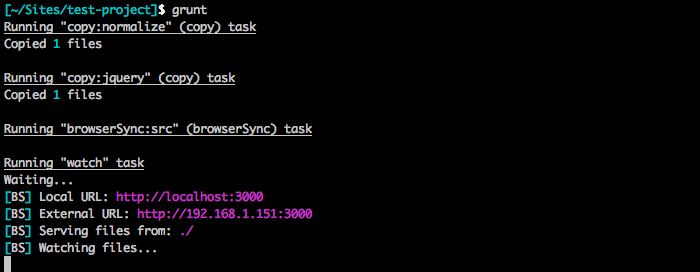 [~/Sites/test-project]$ grunt
Running "copy:normalize" (copy) task
Copied 1 files
Running "copy:jquery" (copy) task
Copied 1 files
Running "browserSync:src" (browserSync) task
Running "watch" task
Waiting...
[BS] Local URL: http://localhost:3000
[BS] External URL: http://192.168.1.151:3000
[BS] Serving files from: ./
[BS] Watching files...